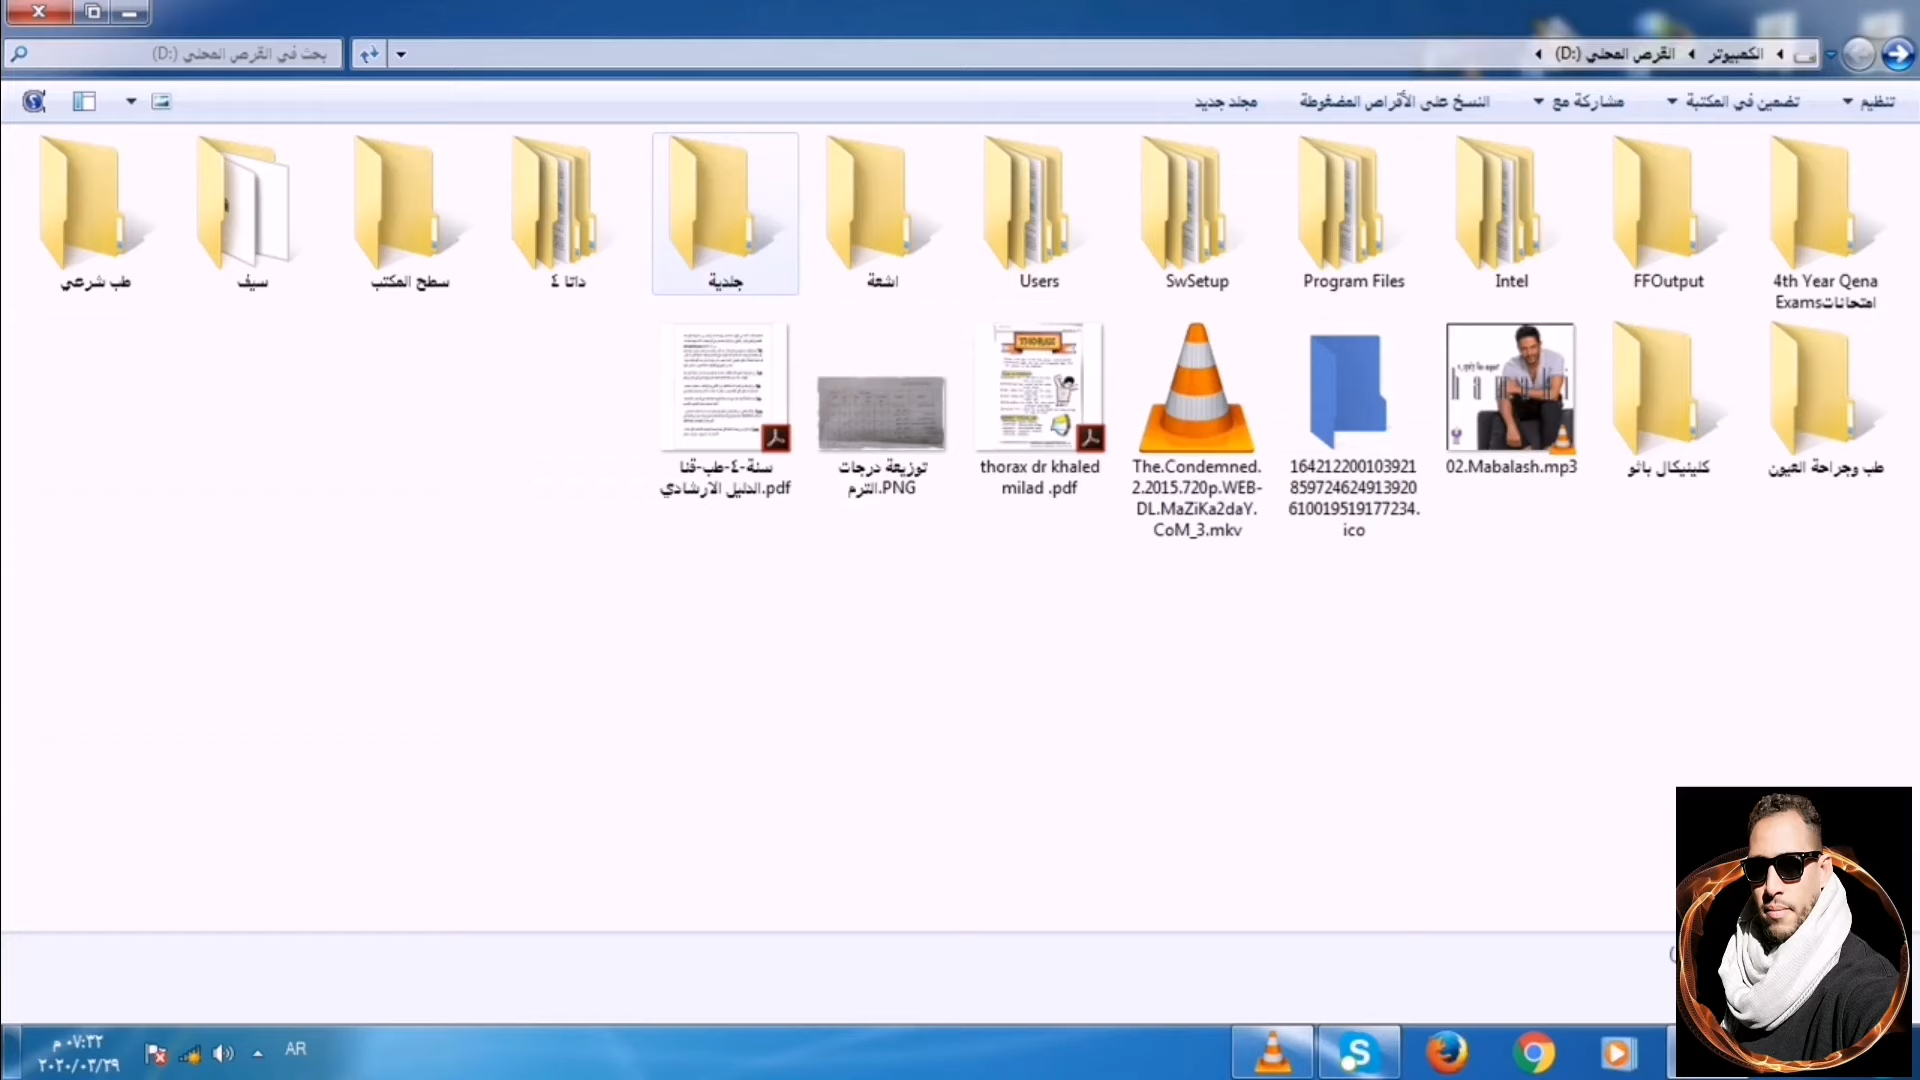 القرص المحلي (D:) ◂ الكمبيوتر
بحث في القرص المحلي (D:)
تنظيم
تضمين في المكتبة
مشاركة مع
النسخ على الأقراص المضغوطة
مجلد جديد
4th Year Qena
Examsامتحانات
FFOutput
Intel
Program Files
SwSetup
Users
اشعة
جلدية
داتا ٤
سطح المكتب
سيف
طب شرعي
طب وجراحة العيون
كلينيكال باثو
02.Mabalash.mp3
164212200103921
859724624913920
610019519177234.
ico
The.Condemned.
2.2015.720p.WEB-
DL.MaZiKa2daY.
CoM_3.mkv
thorax dr khaled
milad .pdf
THORAX
توزيعة درجات
الترم.PNG
سنة-٤-طب-قنا
الدليل الارشادي.pdf
AR
٠٧:٣٢ م
٢٠٢٠/٠٣/٢٩